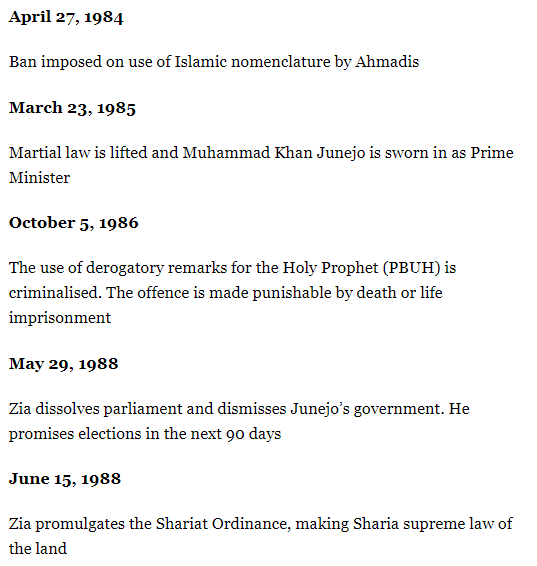 April 27, 1984
Ban imposed on use of Islamic nomenclature by Ahmadis
March 23, 1985
Martial law is lifted and Muhammad Khan Junejo is sworn in as Prime
Minister
October 5, 1986
The use of derogatory remarks for the Holy Prophet (PBUH) is
criminalised. The offence is made punishable by death or life
imprisonment
May 29, 1988
Zia dissolves parliament and dismisses Junejo’s government. He
promises elections in the next 90 days
June 15, 1988
Zia promulgates the Shariat Ordinance, making Sharia supreme law of
the land